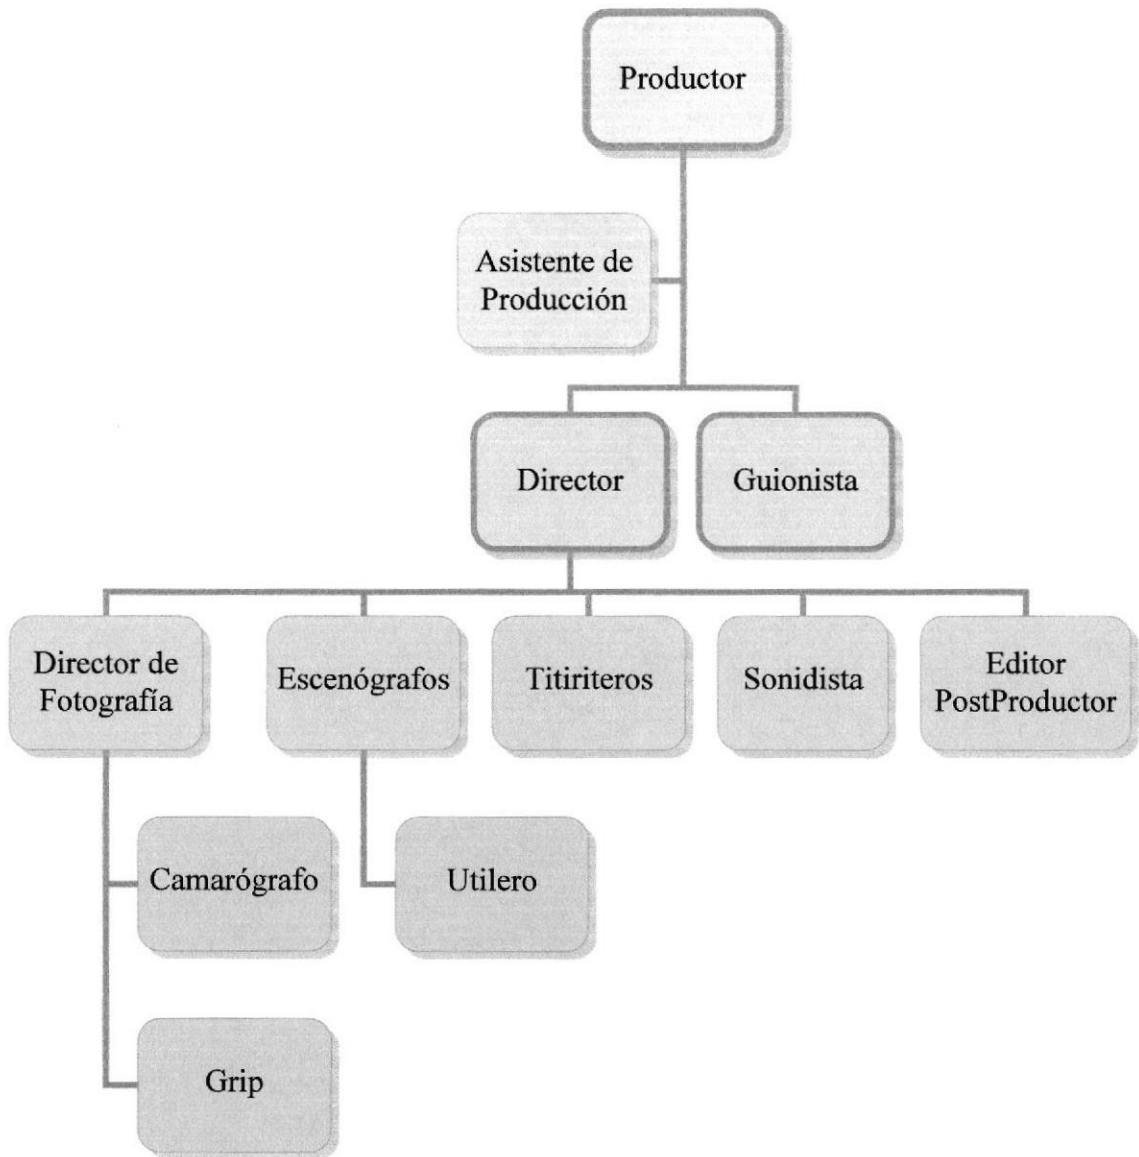 Productor
Asistente de
Producción
Director
Guionista
Director de
Fotografía
Escenógrafos
Titiriteros
Sonidista
Editor
PostProductor
Camarógrafo
Utilero
Grip